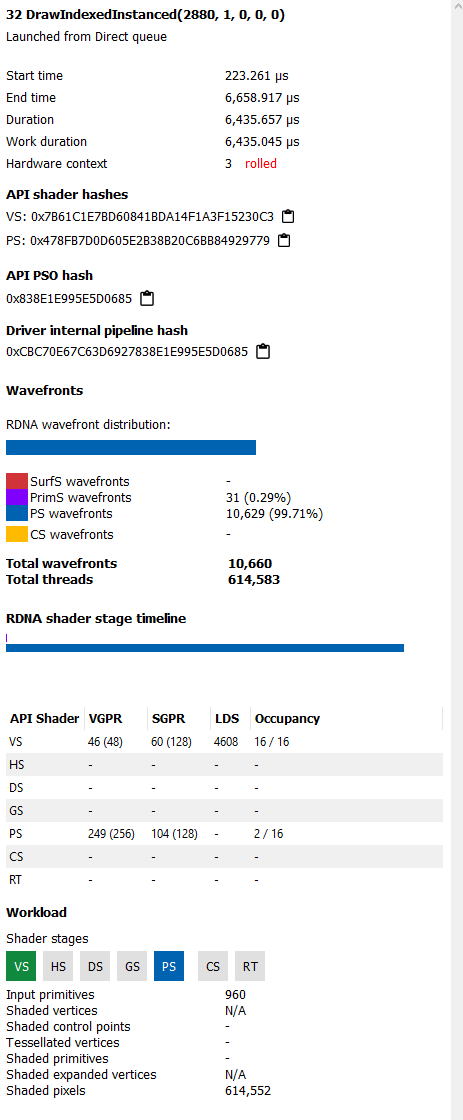 32 DrawIndexedInstanced(2880, 1, 0, 0, 0)
Launched from Direct queue
Start time 223.261 µs
End time 6,658.917 µs
Duration 6,435.657 µs
Work duration 6,435.045 µs
Hardware context 3 rolled
API shader hashes
VS: 0x7B61C1E7BD60841BDA14F1A3F15230C3
PS: 0x478FB7D0D605E2B38B20C6BB84929779
API PSO hash
0x838E1E995E5D0685
Driver internal pipeline hash
0xCBC70E67C63D6927838E1E995E5D0685
Wavefronts
RDNA wavefront distribution:
SurfS wavefronts -
PrimS wavefronts 31 (0.29%)
PS wavefronts 10,629 (99.71%)
CS wavefronts -
Total wavefronts 10,660
Total threads 614,583
RDNA shader stage timeline
API Shader VGPR SGPR LDS Occupancy
VS 46 (48) 60 (128) 4608 16 / 16
HS - - - -
DS - - - -
GS - - - -
PS 249 (256) 104 (128) - 2 / 16
CS - - - -
RT - - - -
Workload
Shader stages
VS HS DS GS PS CS RT
Input primitives 960
Shaded vertices N/A
Shaded control points -
Tessellated vertices -
Shaded primitives -
Shaded expanded vertices N/A
Shaded pixels 614,552